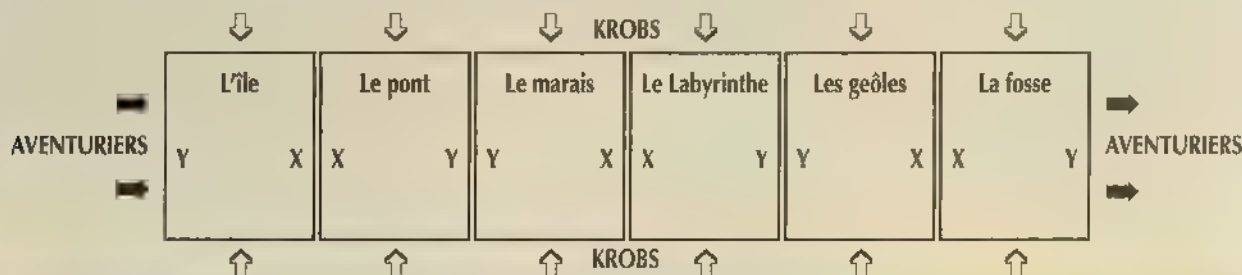 KROBS
L'île Le pont Le marais Le Labyrinthe Les geôles La fosse
AVENTURIERS Y X X Y Y X X Y Y X X Y AVENTURIERS
KROBS